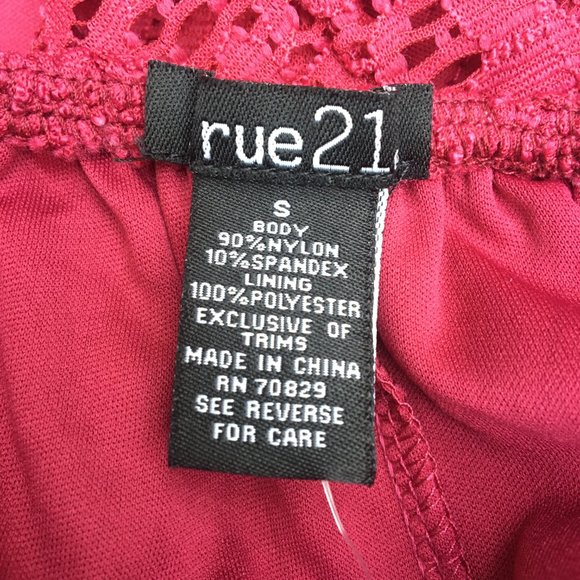 rue21
S
BODY
90%NYLON
10%SPANDEX
LINING
100%POLYESTER
EXCLUSIVE OF
TRIMS
MADE IN CHINA
RN 70829
SEE REVERSE
FOR CARE